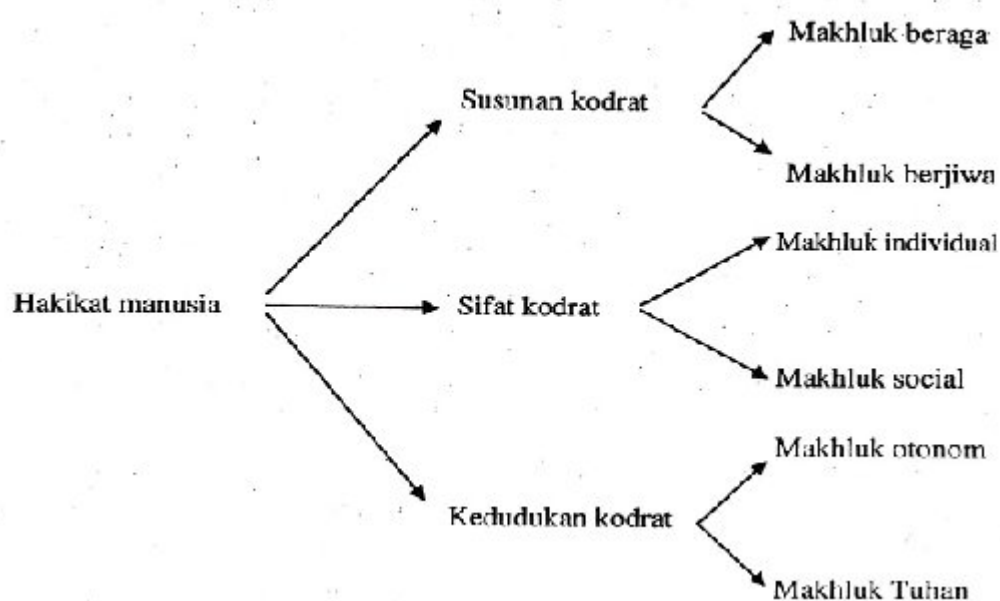 Makhluk beraga
Susunan kodrat
Makhluk berjiwa
Makhluk individual
Hakikat manusia
Sifat kodrat
Makhluk social
Makhluk otonom
Kedudukan kodrat
Makhluk Tuhan